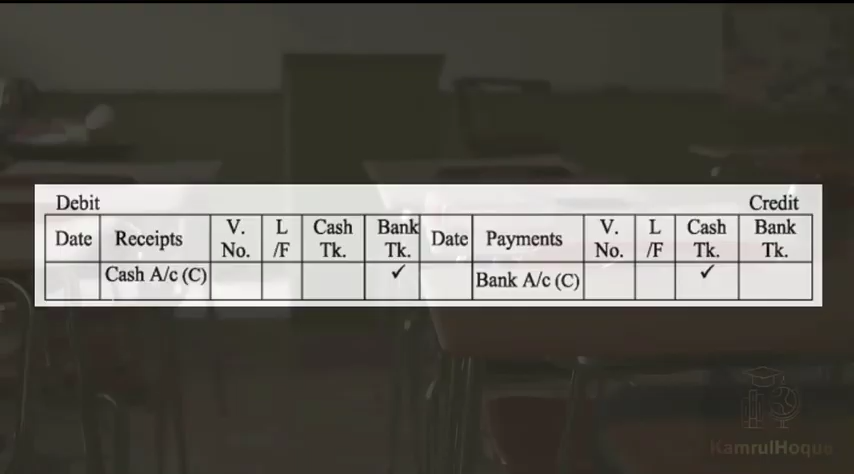 Debit Credit
Date Receipts V. No. L /F Cash Tk. Bank Tk. Date Payments V. No. L /F Cash Tk. Bank Tk.
Cash A/c (C) ✓ Bank A/c (C) ✓
KamrulHoque